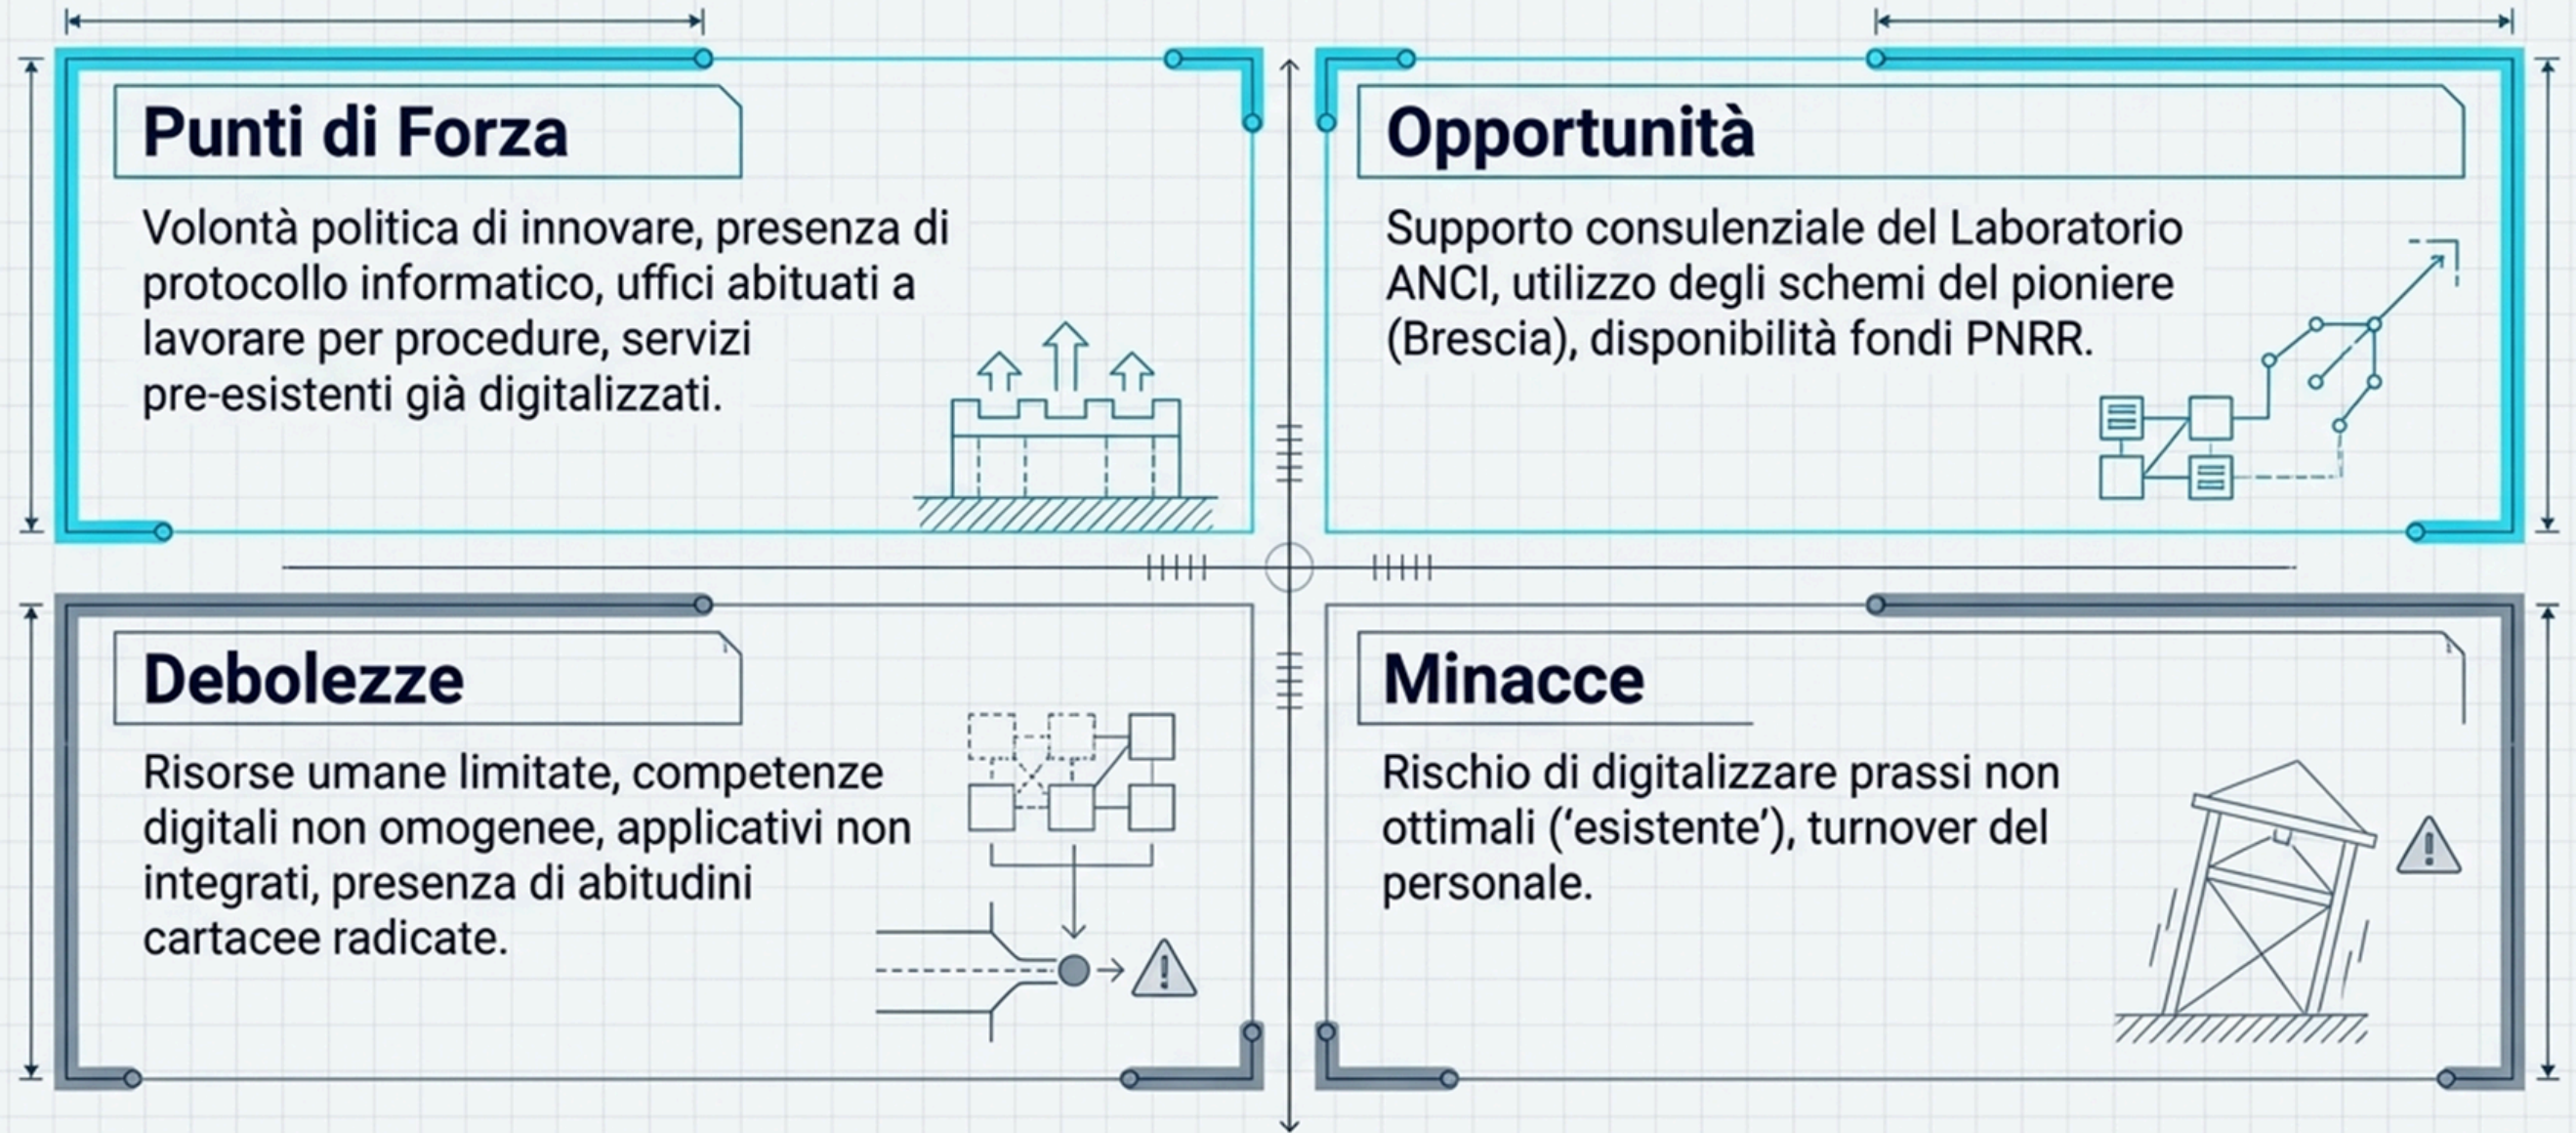 Punti di Forza
Volontà politica di innovare, presenza di
protocollo informatico, uffici abituati a
lavorare per procedure, servizi
pre-esistenti già digitalizzati.
Opportunità
Supporto consulenziale del Laboratorio
ANCI, utilizzo degli schemi del pioniere
(Brescia), disponibilità fondi PNRR.
Debolezze
Risorse umane limitate, competenze
digitali non omogenee, applicativi non
integrati, presenza di abitudini
cartacee radicate.
Minacce
Rischio di digitalizzare prassi non
ottimali (‘esistente’), turnover del
personale.